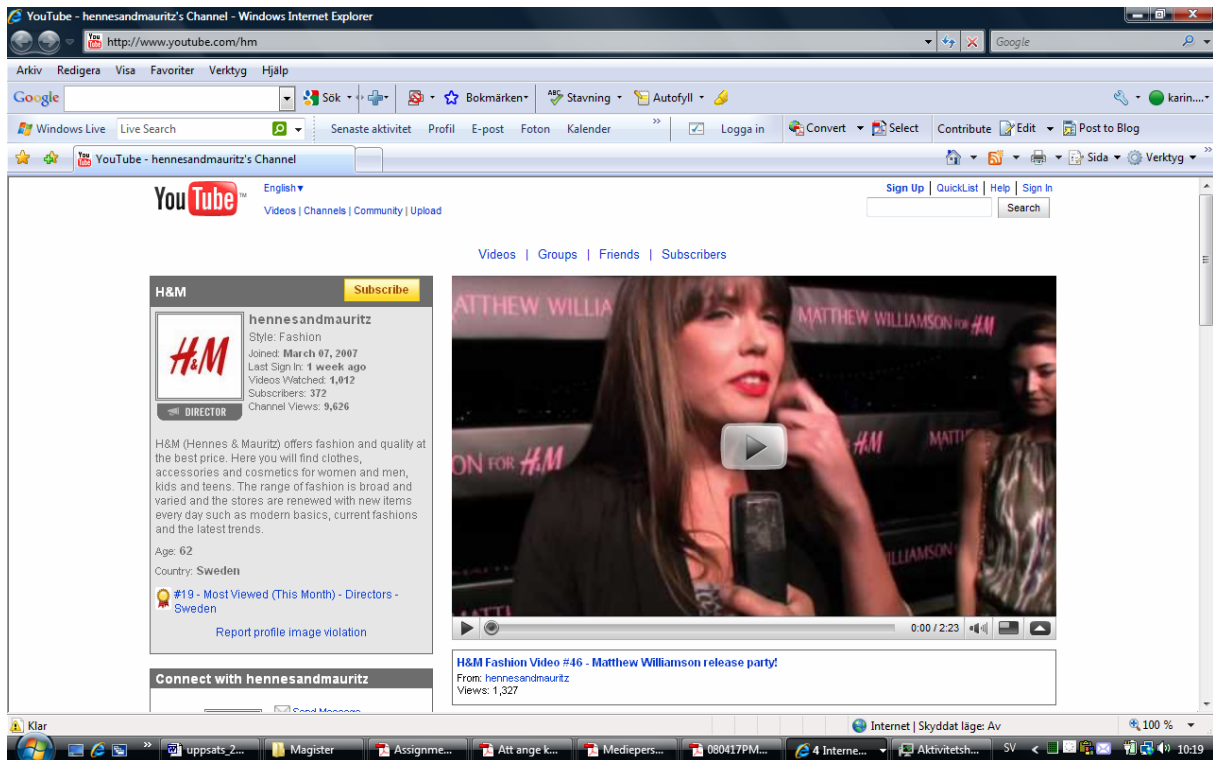 YouTube - hennesandmauritz's Channel - Windows Internet Explorer
http://www.youtube.com/hm
Google
Arkiv Redigera Visa Favoriter Verktyg Hjälp
Google Sök Bokmärken Stavning Autofyll karin....
Windows Live Live Search Senaste aktivitet Profil E-post Foton Kalender » Logga in Convert Select Contribute Edit Post to Blog
YouTube - hennesandmauritz's Channel Sida Verktyg »
YouTube™
English
Videos | Channels | Community | Upload
Sign Up | QuickList | Help | Sign In
Search
Videos | Groups | Friends | Subscribers
H&M Subscribe
H&M
DIRECTOR
hennesandmauritz
Style: Fashion
Joined: March 07, 2007
Last Sign In: 1 week ago
Videos Watched: 1,012
Subscribers: 372
Channel Views: 9,626
H&M (Hennes & Mauritz) offers fashion and quality at
the best price. Here you will find clothes,
accessories and cosmetics for women and men,
kids and teens. The range of fashion is broad and
varied and the stores are renewed with new items
every day such as modern basics, current fashions
and the latest trends.
Age: 62
Country: Sweden
#19 - Most Viewed (This Month) - Directors -
Sweden
Report profile image violation
Connect with hennesandmauritz
Send Message
ATTHEW WILLIA
MATTHEW WILLIAMSON FOR H&M
ON FOR H&M
H&M MATTH
ILLIAMSON
MATTI
0:00 / 2:23
H&M Fashion Video #46 - Matthew Williamson release party!
From: hennesandmauritz
Views: 1,327
Klar Internet | Skyddat läge: Av 100 %
» uppsats_2... Magister Assignme... Att ange k... Mediepers... 080417PM... 4 Interne... Aktivitetsh... SV < 10:19